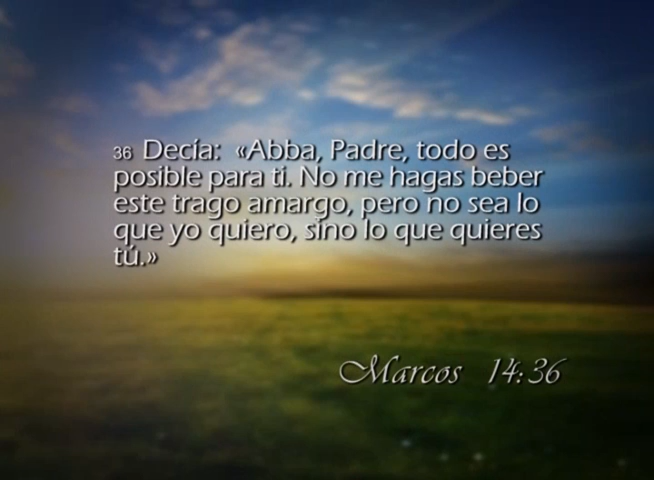 36 Decía: «Abba, Padre, todo es
posible para ti. No me hagas beber
este trago amargo, pero no sea lo
que yo quiero, sino lo que quieres
tú.»
Marcos 14:36